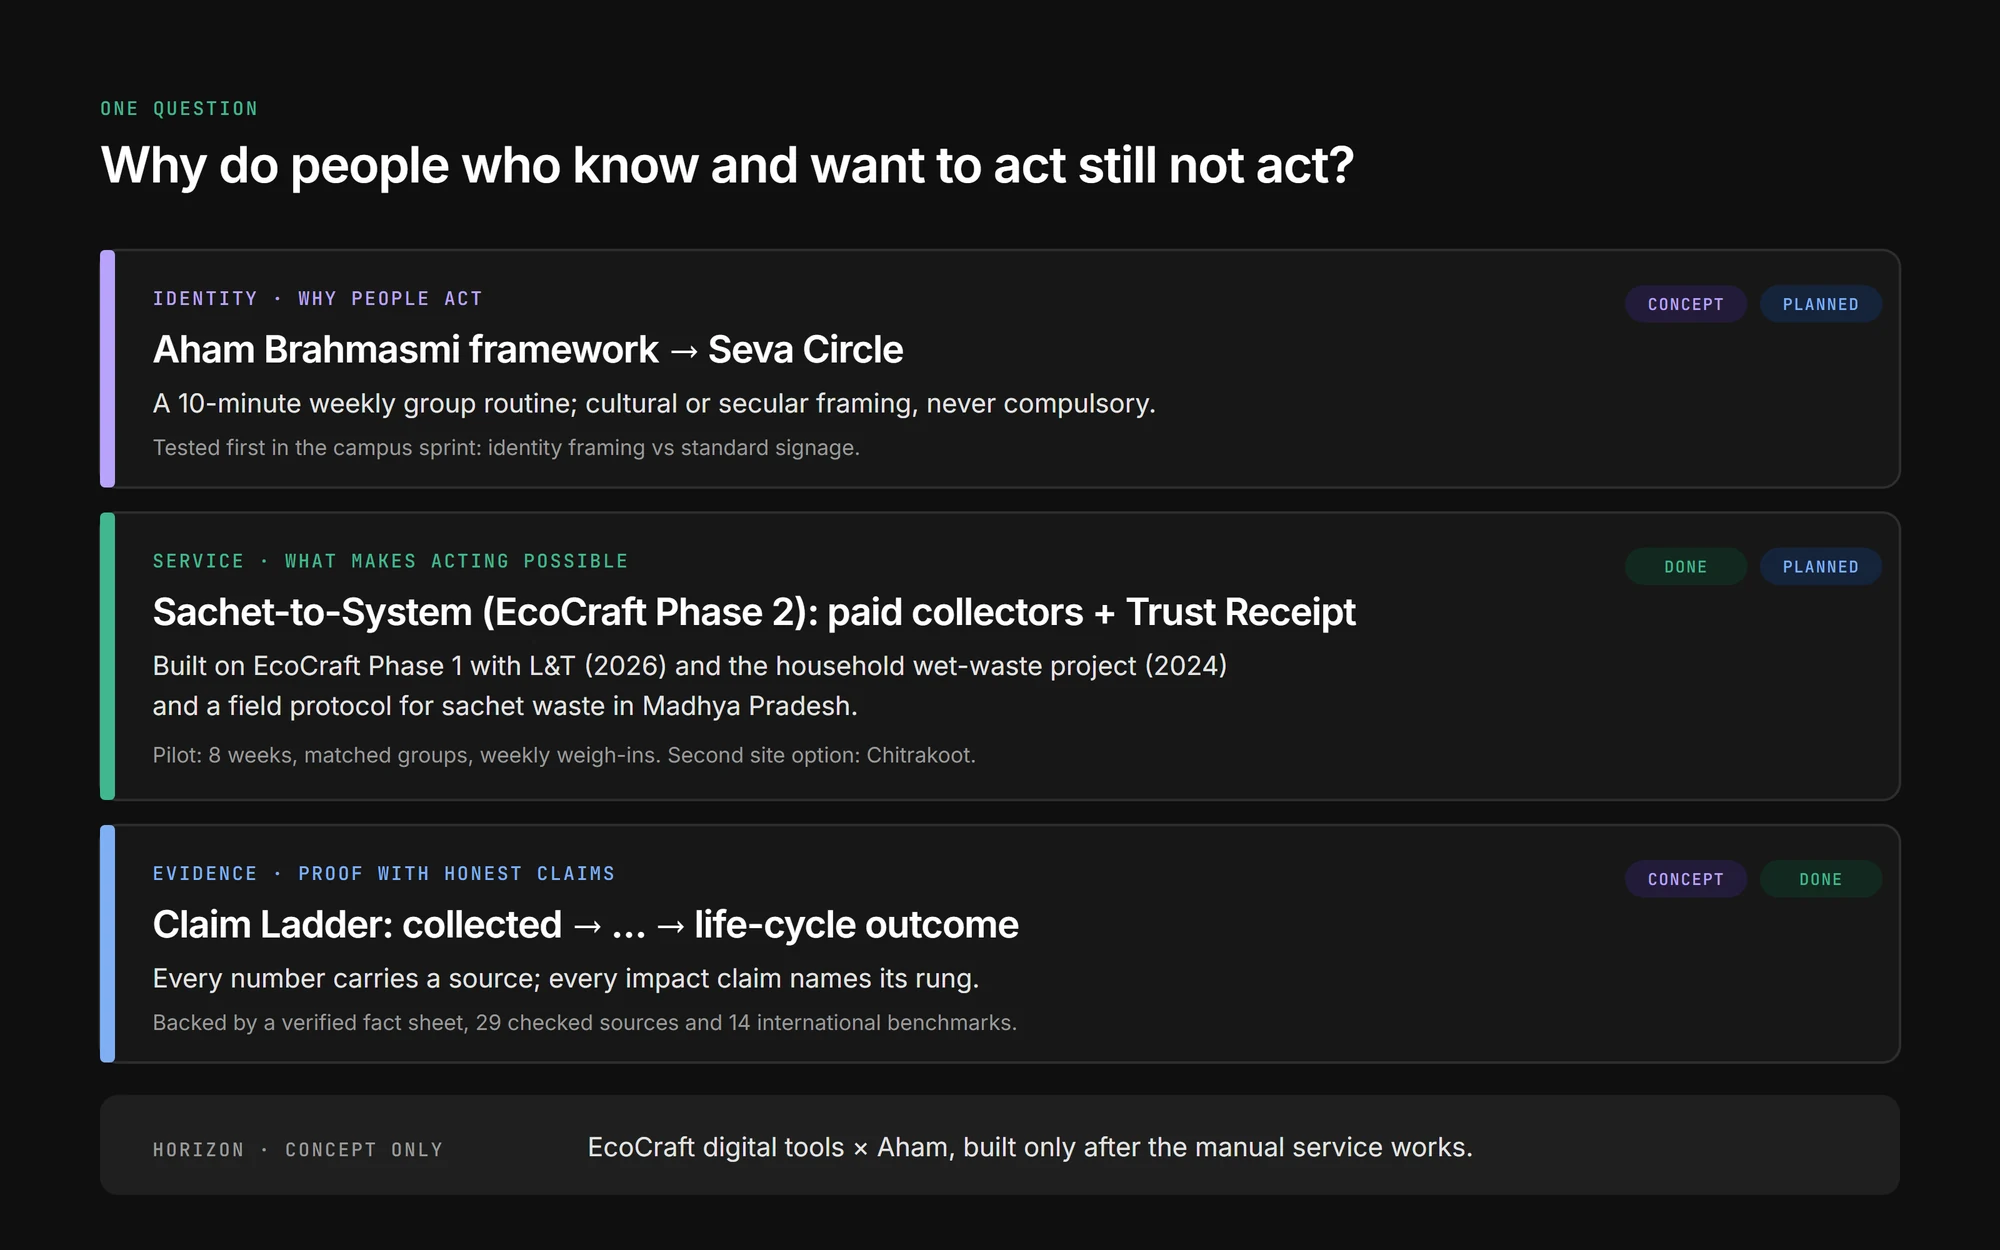 ONE QUESTION
Why do people who know and want to act still not act?
IDENTITY · WHY PEOPLE ACT
CONCEPT
PLANNED
Aham Brahmasmi framework → Seva Circle
A 10-minute weekly group routine; cultural or secular framing, never compulsory.
Tested first in the campus sprint: identity framing vs standard signage.
SERVICE · WHAT MAKES ACTING POSSIBLE
DONE
PLANNED
Sachet-to-System (EcoCraft Phase 2): paid collectors + Trust Receipt
Built on EcoCraft Phase 1 with L&T (2026) and the household wet-waste project (2024)
and a field protocol for sachet waste in Madhya Pradesh.
Pilot: 8 weeks, matched groups, weekly weigh-ins. Second site option: Chitrakoot.
EVIDENCE · PROOF WITH HONEST CLAIMS
CONCEPT
DONE
Claim Ladder: collected → … → life-cycle outcome
Every number carries a source; every impact claim names its rung.
Backed by a verified fact sheet, 29 checked sources and 14 international benchmarks.
HORIZON · CONCEPT ONLY
EcoCraft digital tools × Aham, built only after the manual service works.